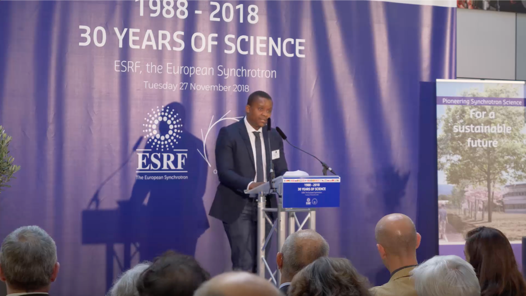 1988 - 2018
30 YEARS OF SCIENCE
ESRF, the European Synchrotron
Tuesday 27 November 2018
ESRF
The European Synchrotron
1988 - 2018
30 YEARS OF SCIENCE
Pioneering Synchrotron Science
For a
sustainable
future